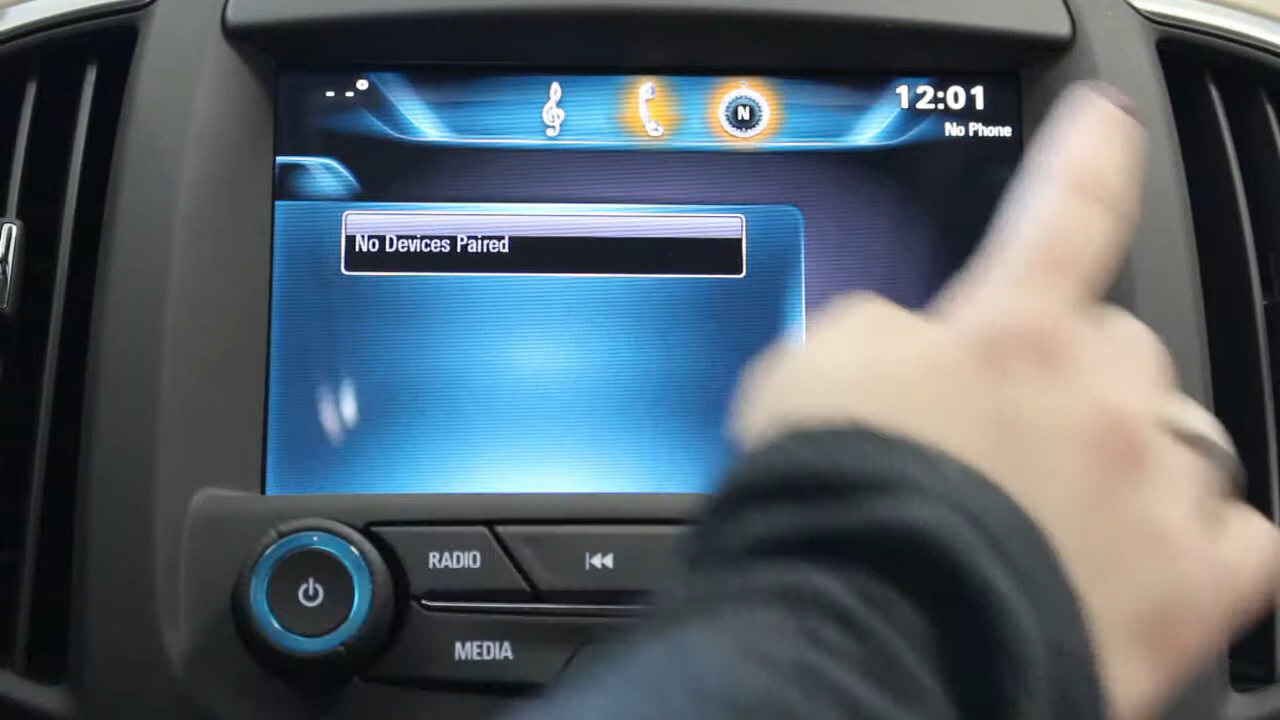 --°
N
12:01
No Phone
No Devices Paired
RADIO
MEDIA